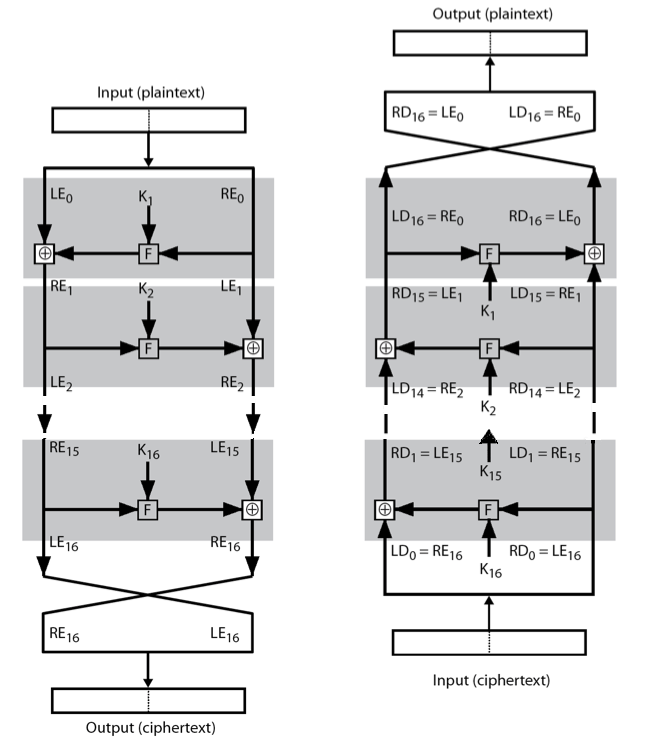 Input (plaintext)
LE₀ K₁ RE₀
⊕ F
RE₁ K₂ LE₁
F ⊕
LE₂ RE₂
RE₁₅ K₁₆ LE₁₅
F ⊕
LE₁₆ RE₁₆
RE₁₆ LE₁₆
Output (ciphertext)
Output (plaintext)
RD₁₆ = LE₀ LD₁₆ = RE₀
LD₁₆ = RE₀ RD₁₆ = LE₀
F ⊕
RD₁₅ = LE₁ LD₁₅ = RE₁
K₁
⊕ F
LD₁₄ = RE₂ RD₁₄ = LE₂
K₂
RD₁ = LE₁₅ LD₁ = RE₁₅
K₁₅
⊕ F
LD₀ = RE₁₆ RD₀ = LE₁₆
K₁₆
Input (ciphertext)